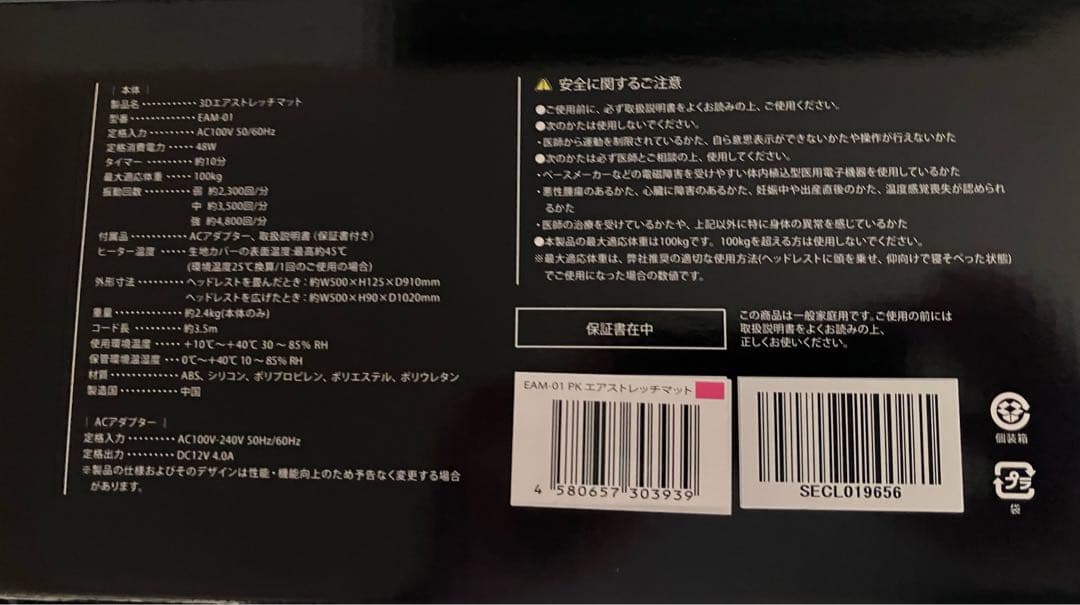 ｜ 本体 ｜
製品名 ･･･････････ 3Dエアストレッチマット
型番 ･･････････････ EAM-01
定格入力 ･････････ AC100V 50/60Hz
定格消費電力 ･････ 48W
タイマー ･････････ 約10分
最大適応体重 ･････ 100kg
振動回数 ･････････ 弱 約2,300回/分
中 約3,500回/分
強 約4,800回/分
付属品 ･･･････････ ACアダプター、取扱説明書（保証書付き）
ヒーター温度 ･････ 生地カバーの表面温度:最高約45℃
(環境温度25℃換算/1回のご使用の場合)
外形寸法 ･････････ ヘッドレストを畳んだとき：約W500×H125×D910mm
ヘッドレストを広げたとき：約W500×H90×D1020mm
重量 ･･････････････ 約2.4kg(本体のみ)
コード長 ･････････ 約3.5m
使用環境温度 ････ +10℃～+40℃ 30～85% RH
保管環境温湿度 ･･･ 0℃～+40℃ 10～85% RH
材質 ･･････････････ ABS、シリコン、ポリプロピレン、ポリエステル、ポリウレタン
製造国 ･･･････････ 中国
｜ ACアダプター ｜
定格入力 ･････････ AC100V-240V 50Hz/60Hz
定格出力 ･････････ DC12V 4.0A
※製品の仕様およびそのデザインは性能・機能向上のため予告なく変更する場合
があります。
安全に関するご注意
●ご使用前に、必ず取扱説明書をよくお読みの上、ご使用ください。
●次のかたは使用しないでください。
・医師から運動を制限されているかた、自ら意思表示ができないかたや操作が行えないかた
●次のかたは必ず医師とご相談の上、使用してください。
・ペースメーカーなどの電磁障害を受けやすい体内植込型医用電子機器を使用しているかた
・悪性腫瘍のあるかた、心臓に障害のあるかた、妊娠中や出産直後のかた、温度感覚喪失が認められ
るかた
・医師の治療を受けているかたや、上記以外に特に身体の異常を感じているかた
●本製品の最大適応体重は100kgです。100kgを超える方は使用しないでください。
※最大適応体重は、弊社推奨の適切な使用方法(ヘッドレストに頭を乗せ、仰向けで寝そべった状態)
でご使用になった場合の数値です。
保証書在中
この商品は一般家庭用です。ご使用の前には
取扱説明書をよくお読みの上、
正しくお使いください。
EAM-01 PK エアストレッチマット
4 580657 303939
SECL019656
個装箱
プラ
袋